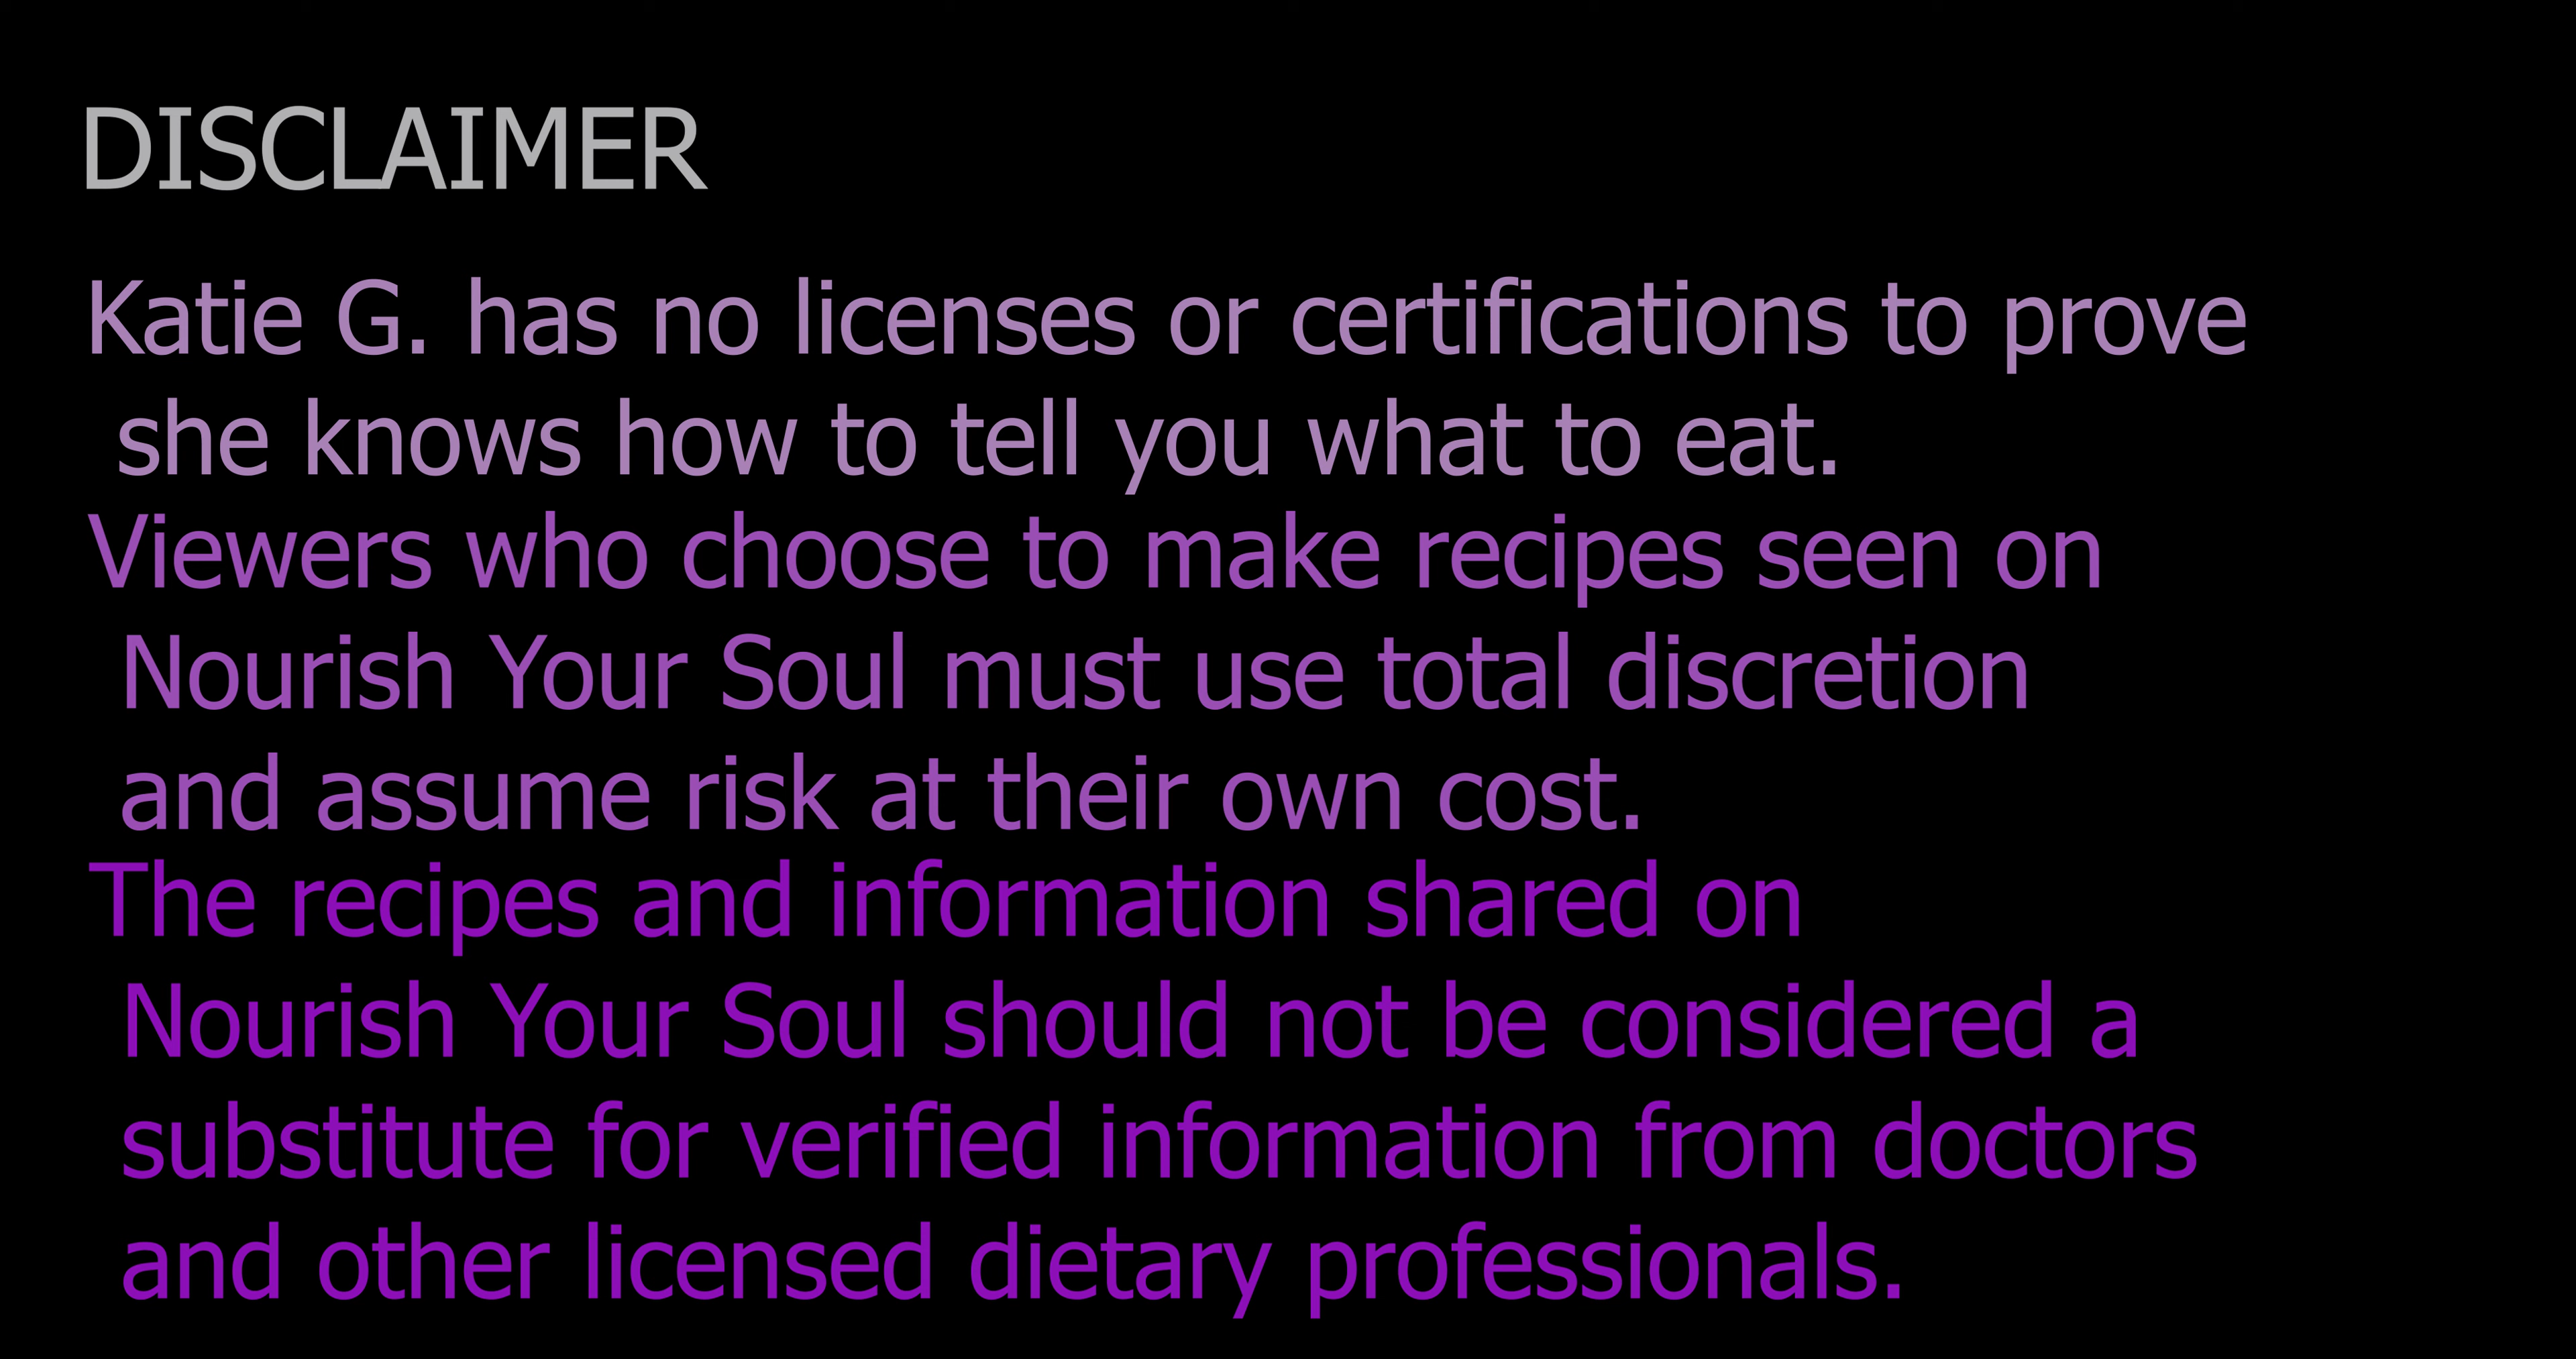 DISCLAIMER
Katie G. has no licenses or certifications to prove
she knows how to tell you what to eat.
Viewers who choose to make recipes seen on
Nourish Your Soul must use total discretion
and assume risk at their own cost.
The recipes and information shared on
Nourish Your Soul should not be considered a
substitute for verified information from doctors
and other licensed dietary professionals.